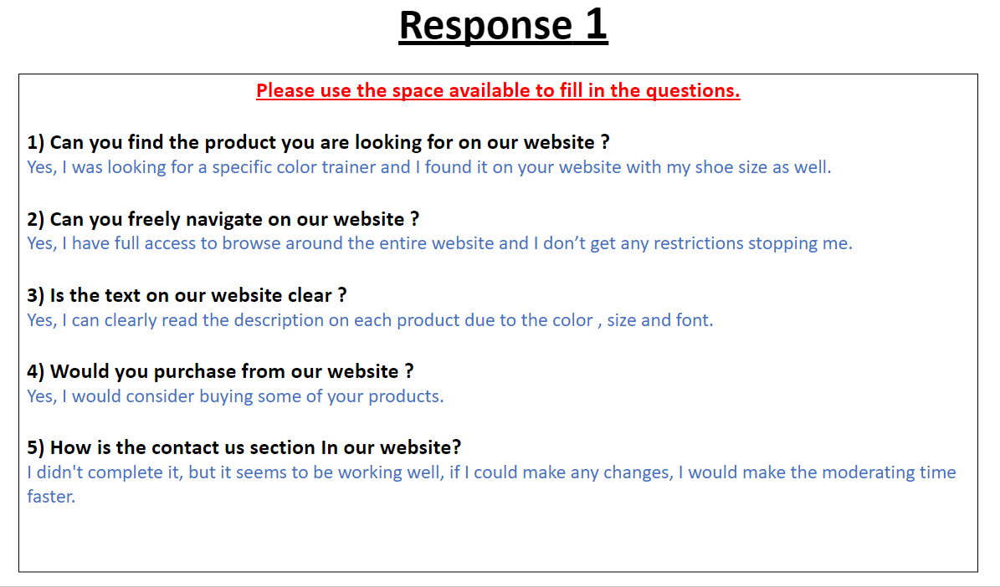 Response 1
Please use the space available to fill in the questions.
1) Can you find the product you are looking for on our website ?
Yes, I was looking for a specific color trainer and I found it on your website with my shoe size as well.
2) Can you freely navigate on our website ?
Yes, I have full access to browse around the entire website and I don’t get any restrictions stopping me.
3) Is the text on our website clear ?
Yes, I can clearly read the description on each product due to the color , size and font.
4) Would you purchase from our website ?
Yes, I would consider buying some of your products.
5) How is the contact us section In our website?
I didn't complete it, but it seems to be working well, if I could make any changes, I would make the moderating time
faster.